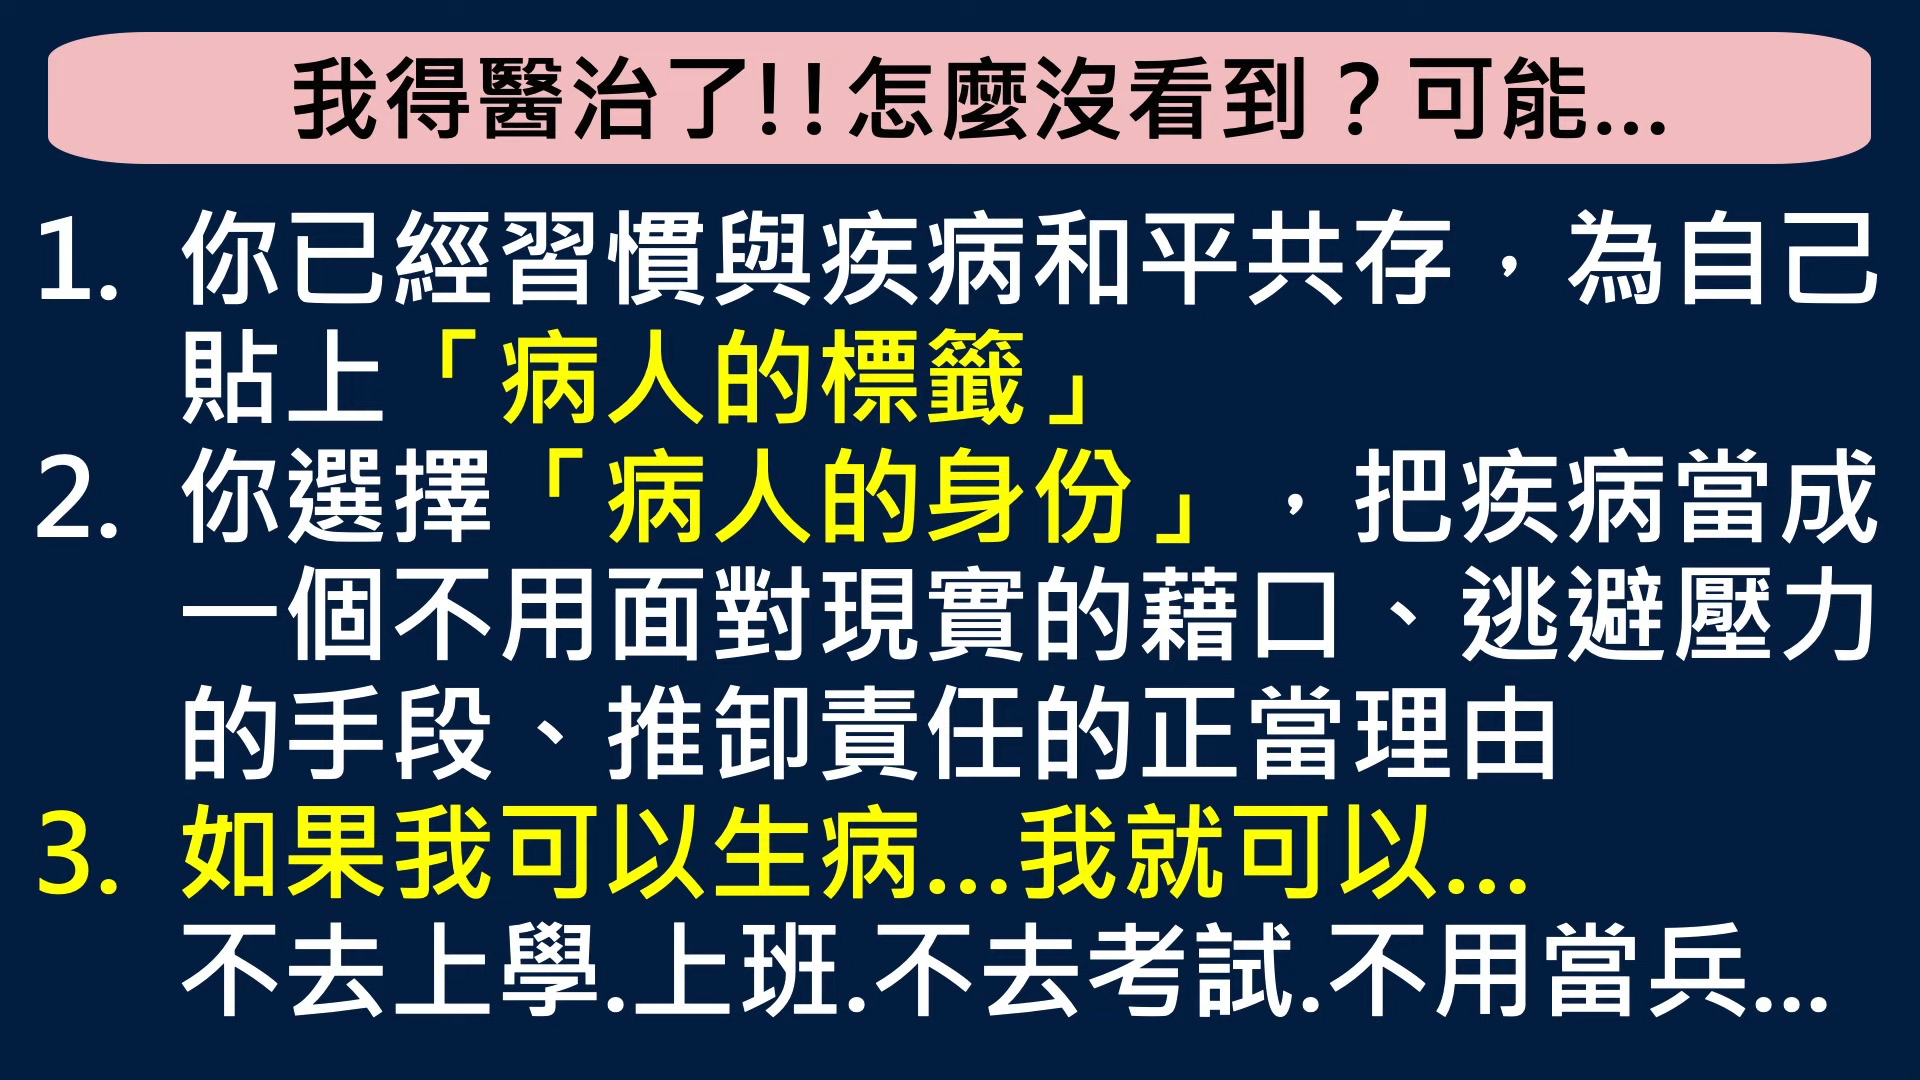 我得醫治了!!怎麼沒看到？可能...
1. 你已經習慣與疾病和平共存，為自己
貼上「病人的標籤」
2. 你選擇「病人的身份」，把疾病當成
一個不用面對現實的藉口、逃避壓力
的手段、推卸責任的正當理由
3. 如果我可以生病...我就可以...
不去上學.上班.不去考試.不用當兵...